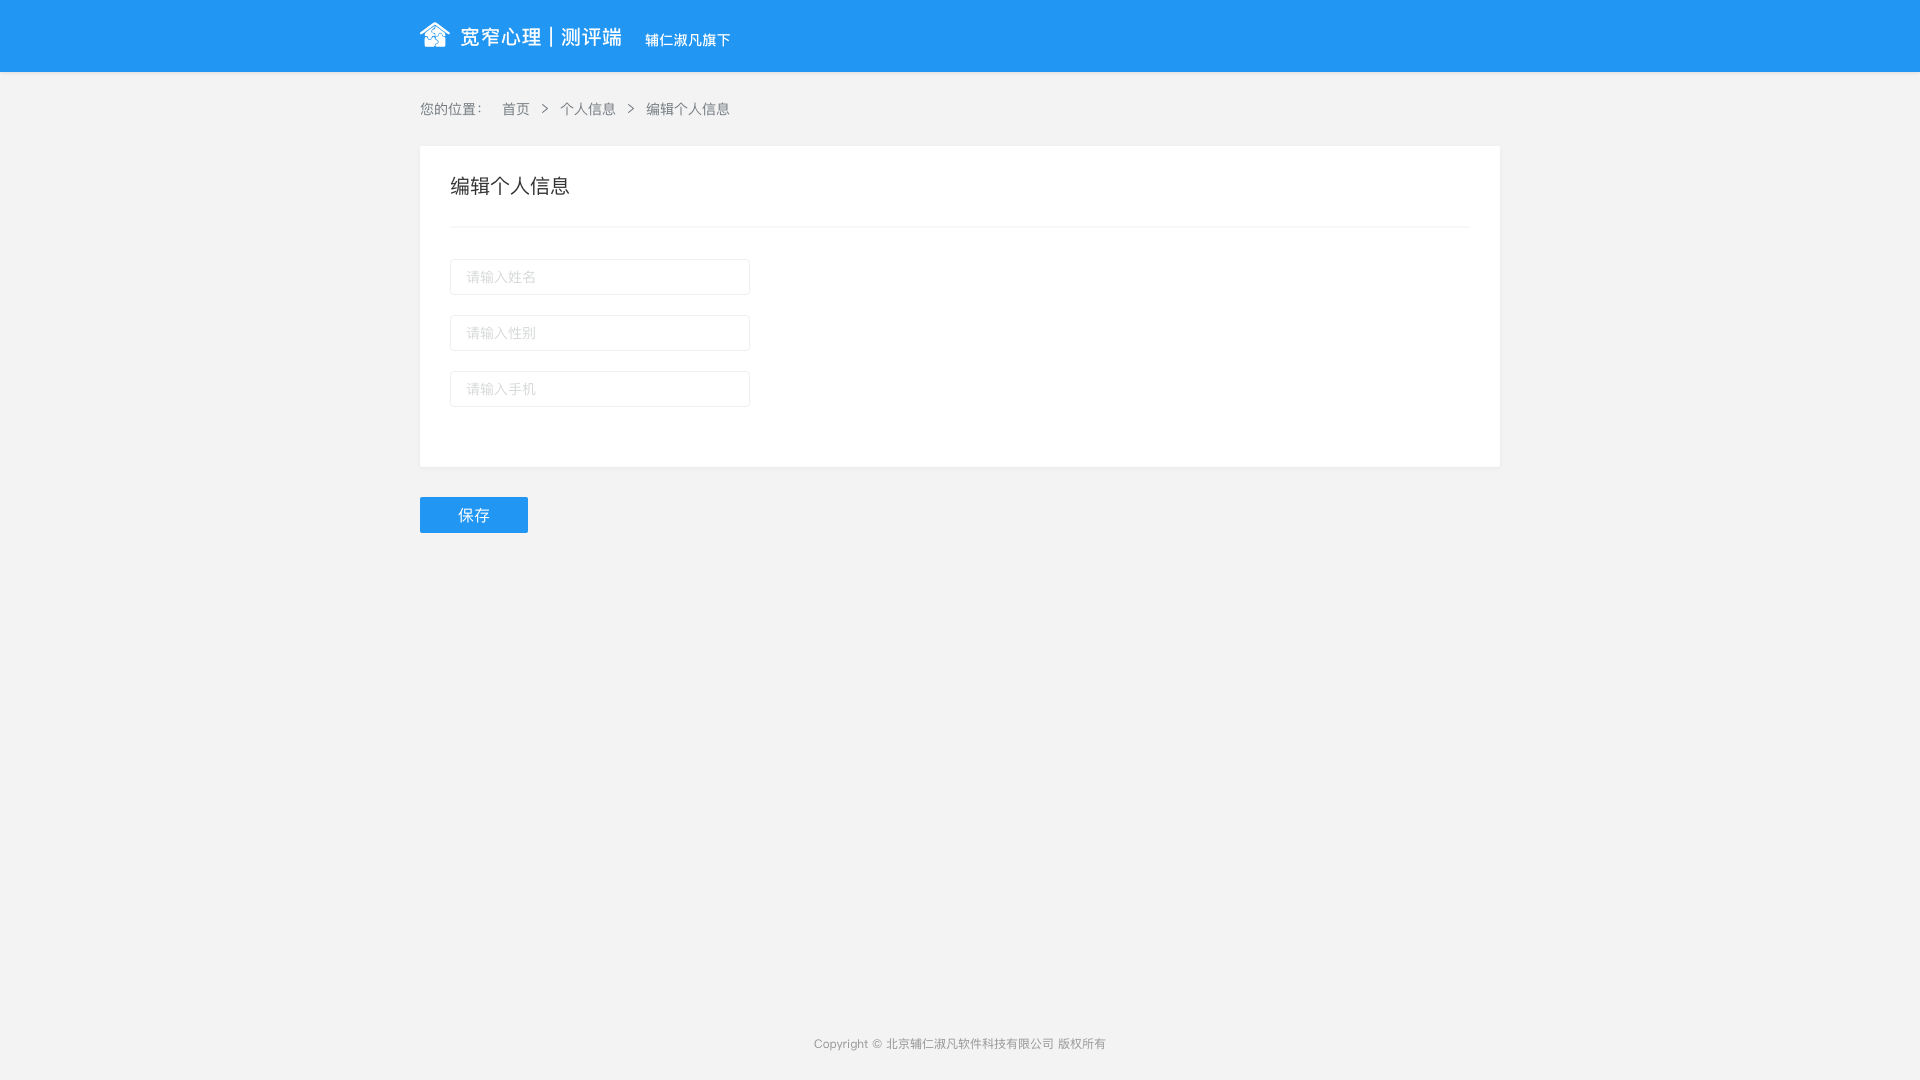 宽窄心理 | 测评端 辅仁淑凡旗下
您的位置: 首页 > 个人信息 > 编辑个人信息
编辑个人信息
请输入姓名
请输入性别
请输入手机
保存
Copyright © 北京辅仁淑凡软件科技有限公司 版权所有